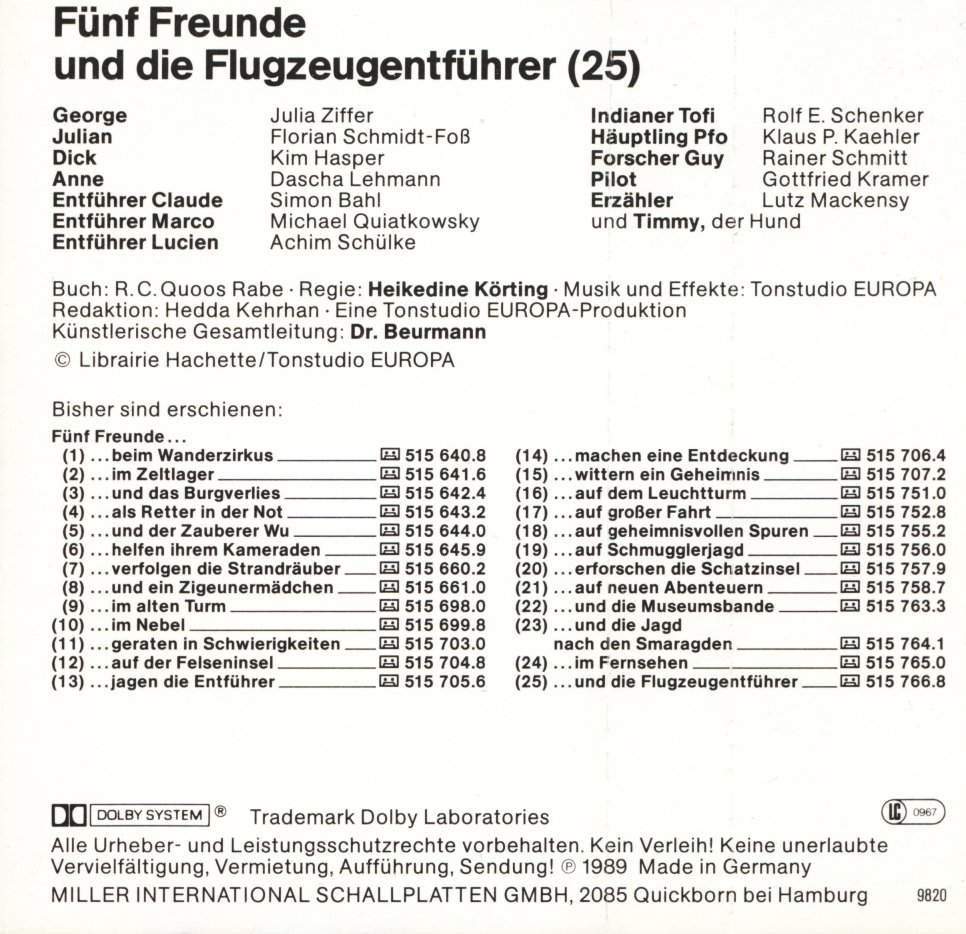 Fünf Freunde
und die Flugzeugentführer (25)
George Julia Ziffer
Julian Florian Schmidt-Foß
Dick Kim Hasper
Anne Dascha Lehmann
Entführer Claude Simon Bahl
Entführer Marco Michael Quiatkowsky
Entführer Lucien Achim Schülke
Indianer Tofi Rolf E. Schenker
Häuptling Pfo Klaus P. Kaehler
Forscher Guy Rainer Schmitt
Pilot Gottfried Kramer
Erzähler Lutz Mackensy
und Timmy, der Hund
Buch: R.C. Quoos Rabe · Regie: Heikedine Körting · Musik und Effekte: Tonstudio EUROPA
Redaktion: Hedda Kehrhan · Eine Tonstudio EUROPA-Produktion
Künstlerische Gesamtleitung: Dr. Beurmann
© Librairie Hachette/Tonstudio EUROPA
Bisher sind erschienen:
Fünf Freunde...
(1) ...beim Wanderzirkus 515 640.8
(2) ...im Zeltlager 515 641.6
(3) ...und das Burgverlies 515 642.4
(4) ...als Retter in der Not 515 643.2
(5) ...und der Zauberer Wu 515 644.0
(6) ...helfen ihrem Kameraden 515 645.9
(7) ...verfolgen die Strandräuber 515 660.2
(8) ...und ein Zigeunermädchen 515 661.0
(9) ...im alten Turm 515 698.0
(10) ...im Nebel 515 699.8
(11) ...geraten in Schwierigkeiten 515 703.0
(12) ...auf der Felseninsel 515 704.8
(13) ...jagen die Entführer 515 705.6
(14) ...machen eine Entdeckung 515 706.4
(15) ...wittern ein Geheimnis 515 707.2
(16) ...auf dem Leuchtturm 515 751.0
(17) ...auf großer Fahrt 515 752.8
(18) ...auf geheimnisvollen Spuren 515 755.2
(19) ...auf Schmugglerjagd 515 756.0
(20) ...erforschen die Schatzinsel 515 757.9
(21) ...auf neuen Abenteuern 515 758.7
(22) ...und die Museumsbande 515 763.3
(23) ...und die Jagd
nach den Smaragden 515 764.1
(24) ...im Fernsehen 515 765.0
(25) ...und die Flugzeugentführer 515 766.8
DOLBY SYSTEM ® Trademark Dolby Laboratories
LC 0967
Alle Urheber- und Leistungsschutzrechte vorbehalten. Kein Verleih! Keine unerlaubte
Vervielfältigung, Vermietung, Aufführung, Sendung! ℗ 1989 Made in Germany
MILLER INTERNATIONAL SCHALLPLATTEN GMBH, 2085 Quickborn bei Hamburg 9820